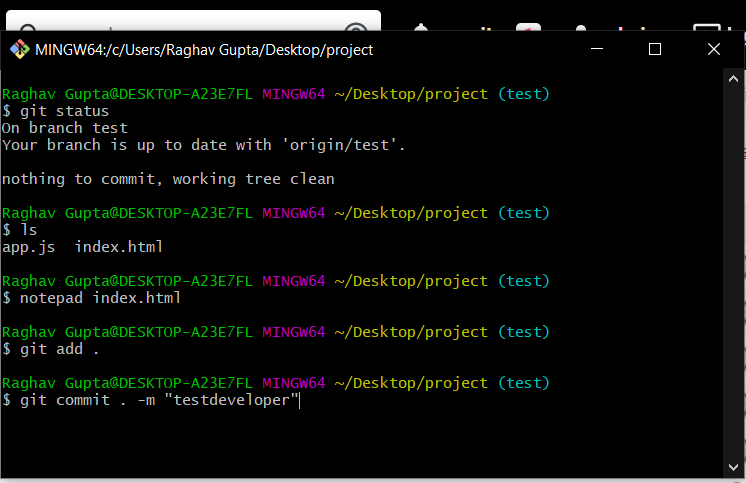 MINGW64:/c/Users/Raghav Gupta/Desktop/project
Raghav Gupta@DESKTOP-A23E7FL MINGW64 ~/Desktop/project (test)
$ git status
On branch test
Your branch is up to date with 'origin/test'.
nothing to commit, working tree clean
Raghav Gupta@DESKTOP-A23E7FL MINGW64 ~/Desktop/project (test)
$ ls
app.js  index.html
Raghav Gupta@DESKTOP-A23E7FL MINGW64 ~/Desktop/project (test)
$ notepad index.html
Raghav Gupta@DESKTOP-A23E7FL MINGW64 ~/Desktop/project (test)
$ git add .
Raghav Gupta@DESKTOP-A23E7FL MINGW64 ~/Desktop/project (test)
$ git commit . -m "testdeveloper"